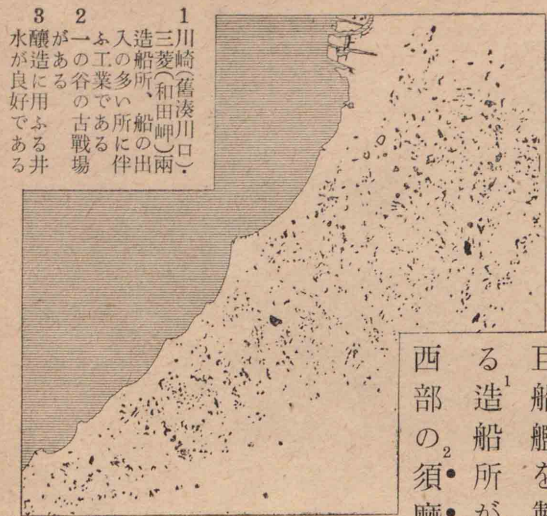 1 川崎(舊湊川口)・
三菱(和田岬)兩
造船所、船の出
入の多い所に伴
ふ工業である
2 一の谷の古戰場
がある
3 釀造に用ふる井
水が良好である
巨船艦を製
る¹造船所が
西部の²須磨